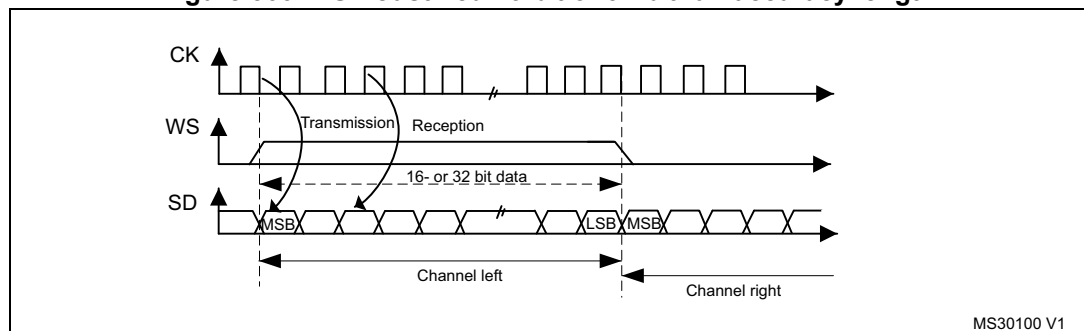 CK
WS
Transmission
Reception
16- or 32 bit data
SD
MSB
LSB
MSB
Channel left
Channel right
MS30100 V1